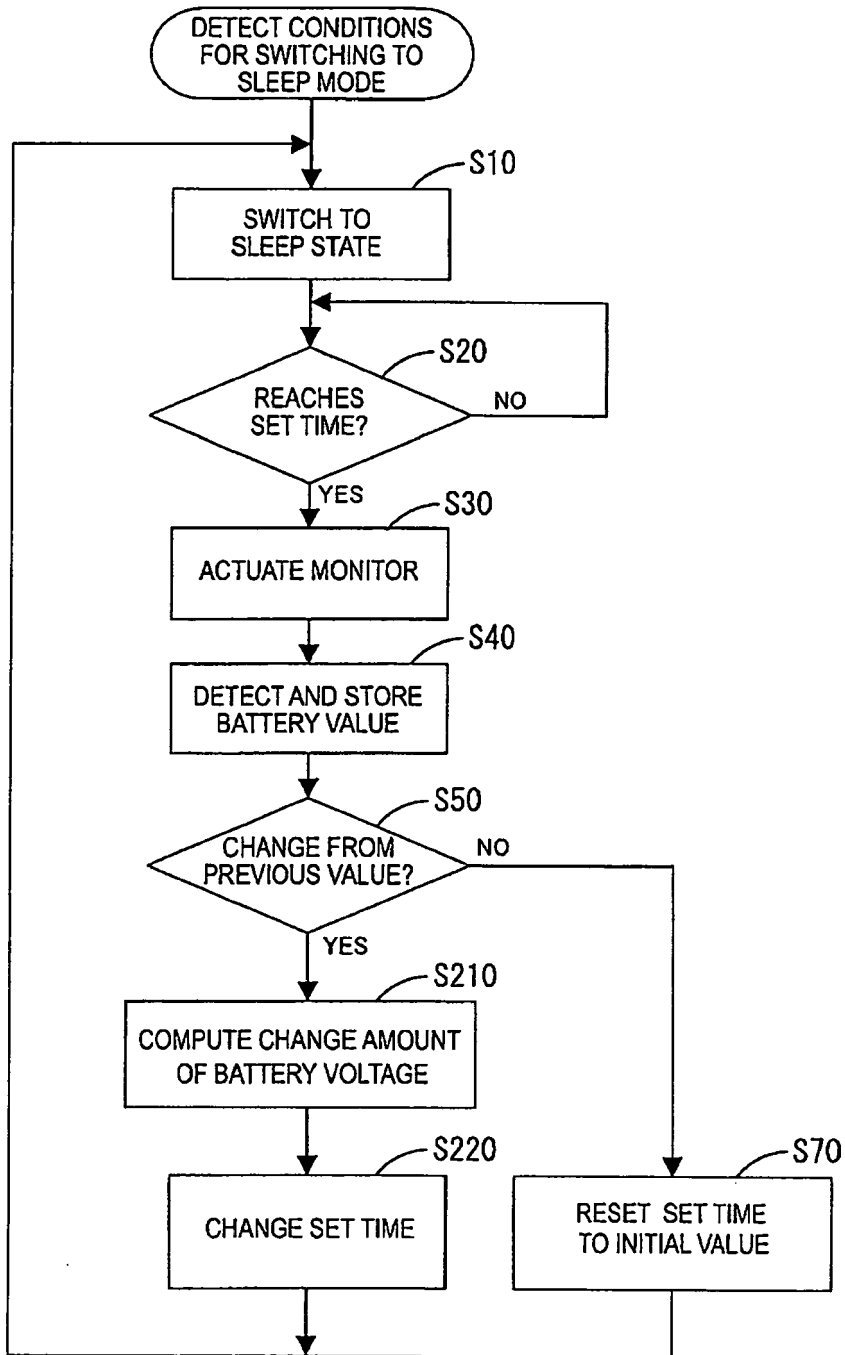 DETECT CONDITIONS
FOR SWITCHING TO
SLEEP MODE
S10
SWITCH TO
SLEEP STATE
S20
REACHES
SET TIME?
NO
YES
S30
ACTUATE MONITOR
S40
DETECT AND STORE
BATTERY VALUE
S50
CHANGE FROM
PREVIOUS VALUE?
NO
YES
S210
COMPUTE CHANGE AMOUNT
OF BATTERY VOLTAGE
S220
CHANGE SET TIME
S70
RESET SET TIME
TO INITIAL VALUE